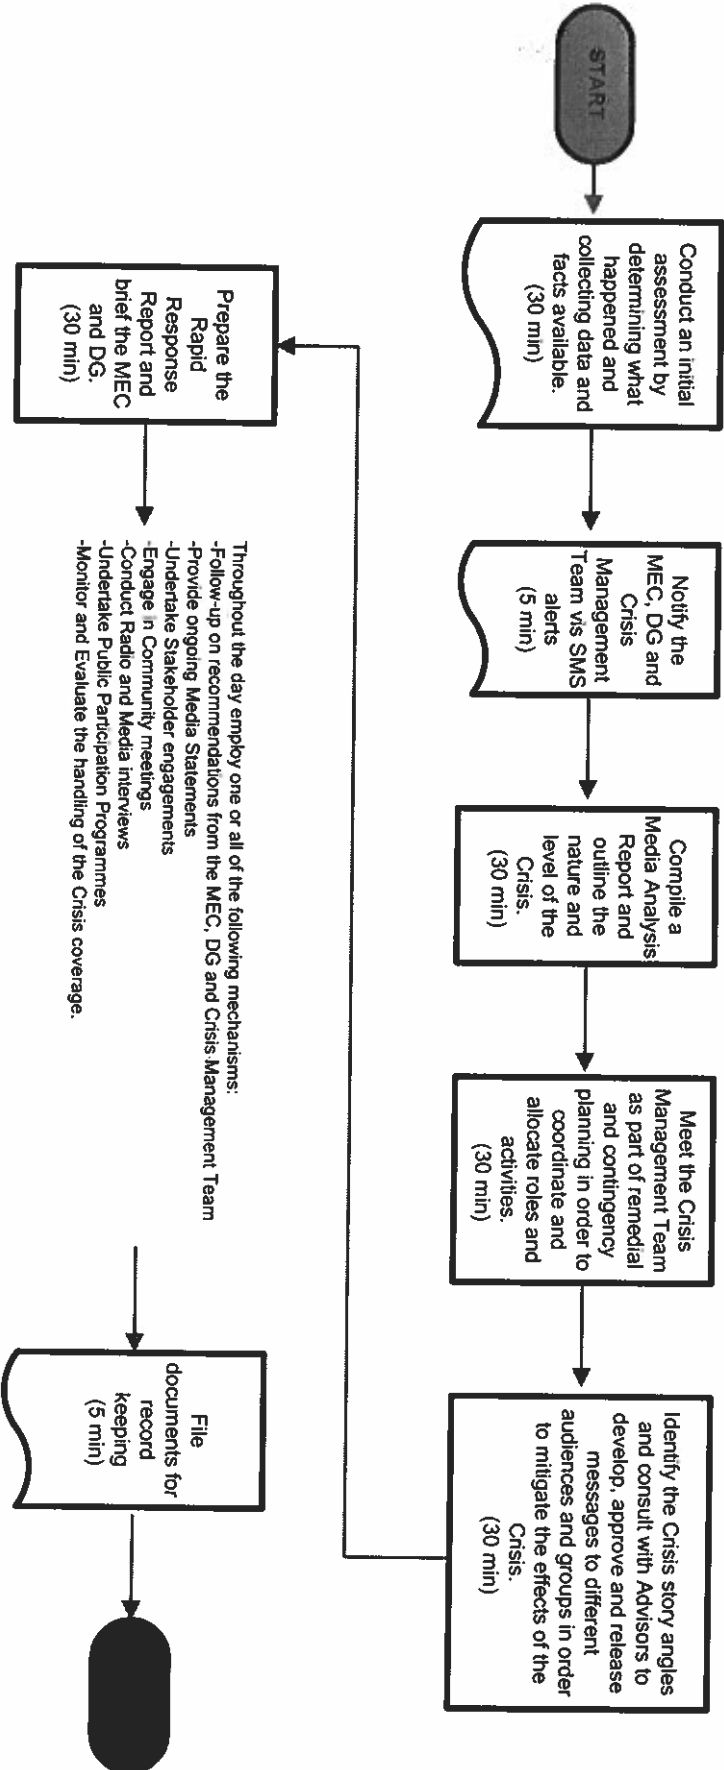 START
Conduct an initial
assessment by
determining what
happened and
collecting data and
facts available.
(30 min)
Notify the
MEC, DG and
Crisis
Management
Team vis SMS
alerts
(5 min)
Compile a
Media Analysis
Report and
outline the
nature and
level of the
Crisis.
(30 min)
Meet the Crisis
Management Team
as part of remedial
and contingency
planning in order to
coordinate and
allocate roles and
activities.
(30 min)
Identify the Crisis story angles
and consult with Advisors to
develop, approve and release
messages to different
audiences and groups in order
to mitigate the effects of the
Crisis.
(30 min)
Prepare the
Rapid
Response
Report and
brief the MEC
and DG.
(30 min)
Throughout the day employ one or all of the following mechanisms:
-Follow-up on recommendations from the MEC, DG and Crisis Management Team
-Provide ongoing Media Statements
-Undertake Stakeholder engagements
-Engage in Community meetings
-Conduct Radio and Media interviews
-Undertake Public Participation Programmes
-Monitor and Evaluate the handling of the Crisis coverage.
File
documents for
record
keeping
(5 min)